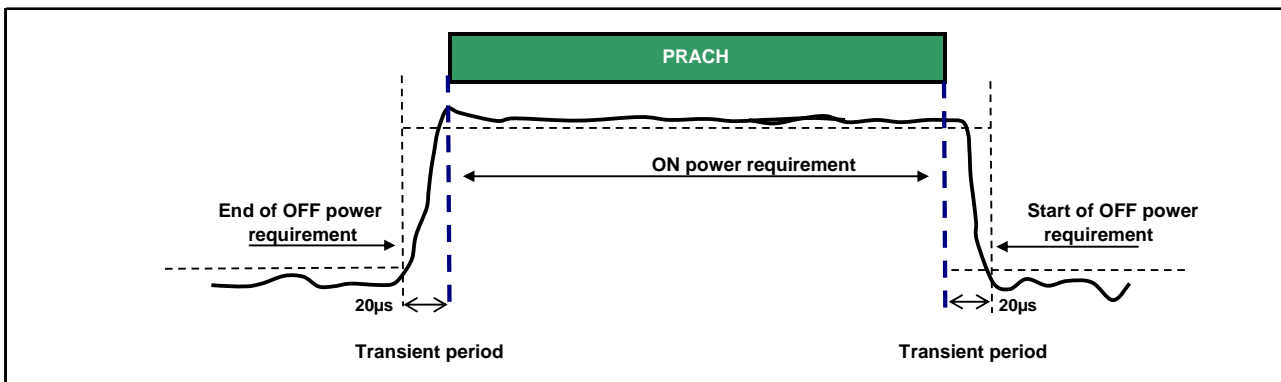 PRACH
ON power requirement
End of OFF power
requirement
Start of OFF power
requirement
20µs
20µs
Transient period
Transient period